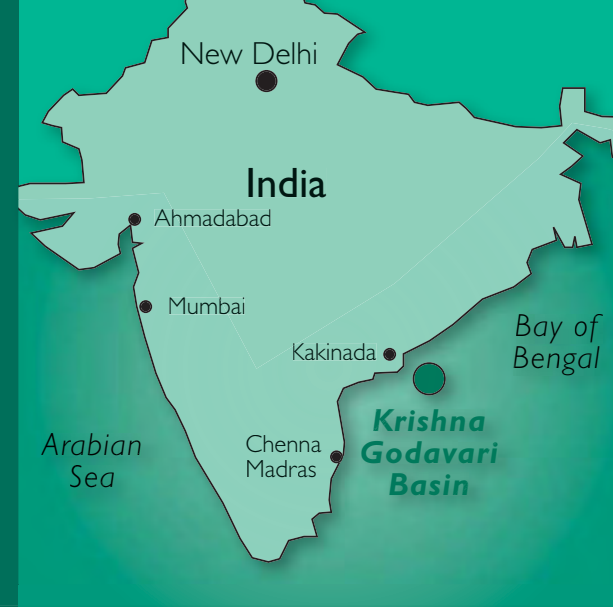 New Delhi
India
Ahmadabad
Mumbai
Kakinada
Bay of
Bengal
Krishna
Godavari
Basin
Arabian
Sea
Chenna
Madras